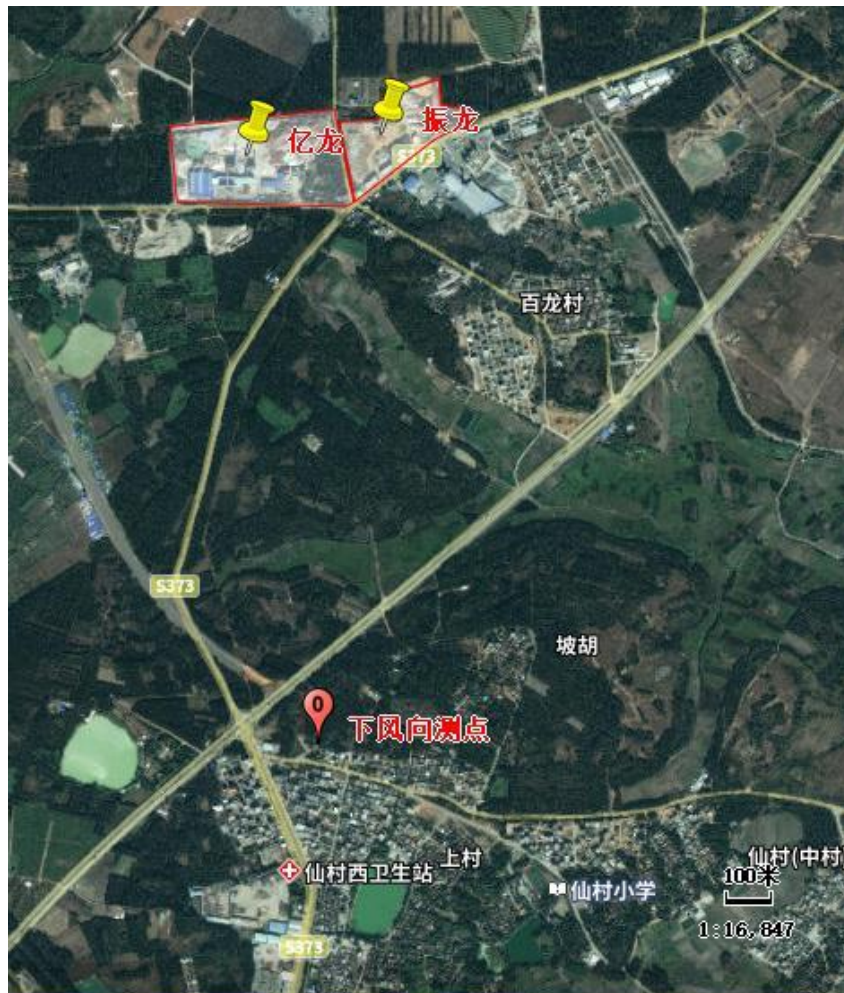 亿龙
振龙
S373
百龙村
S373
坡胡
0
下风向测点
仙村西卫生站
上村
仙村小学
仙村(中村)
100米
1:16,847
S373